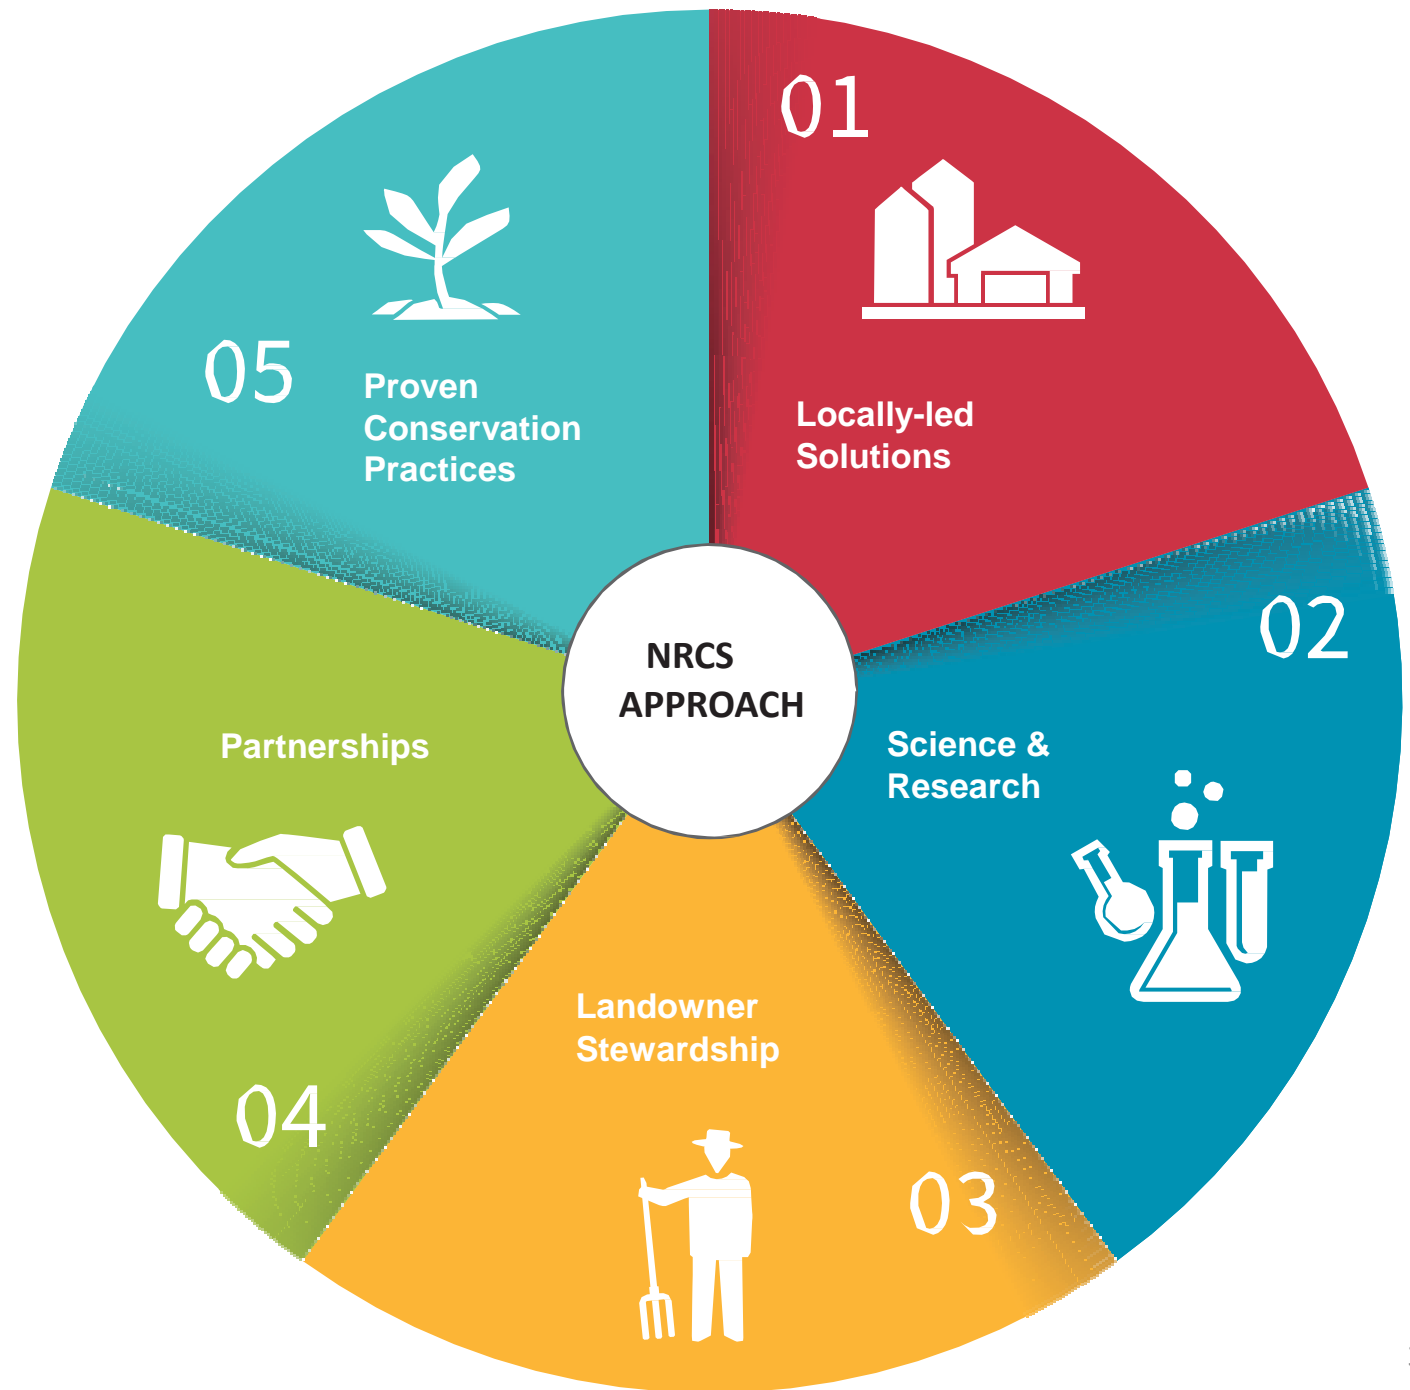 01
Locally-led
Solutions
02
Science &
Research
03
Landowner
Stewardship
04
Partnerships
05
Proven
Conservation
Practices
NRCS
APPROACH